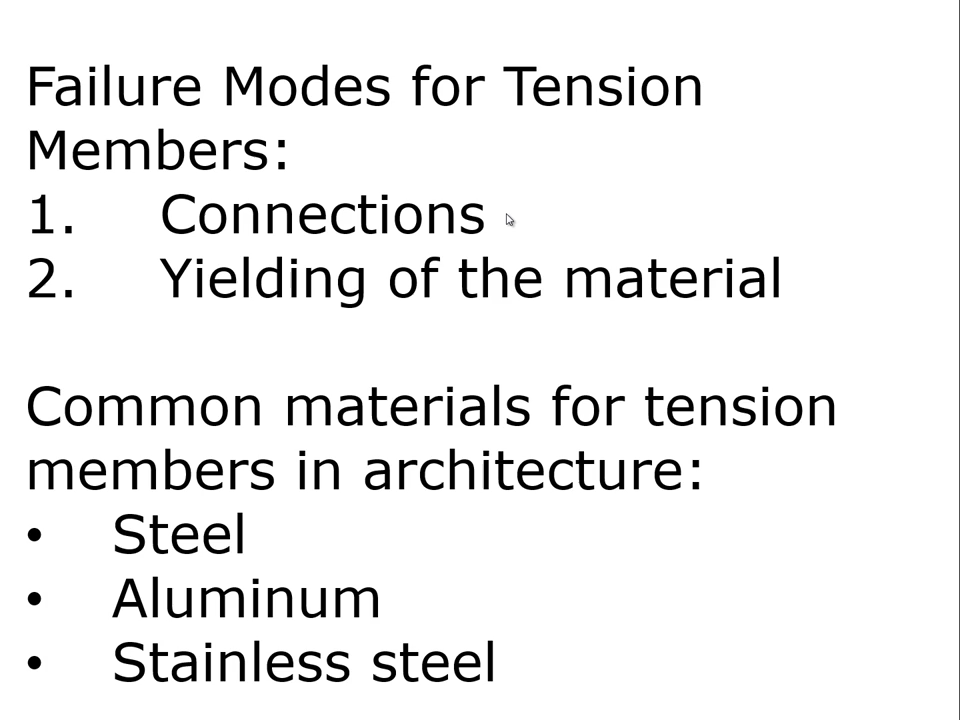 Failure Modes for Tension
Members:
1. Connections
2. Yielding of the material
Common materials for tension
members in architecture:
• Steel
• Aluminum
• Stainless steel